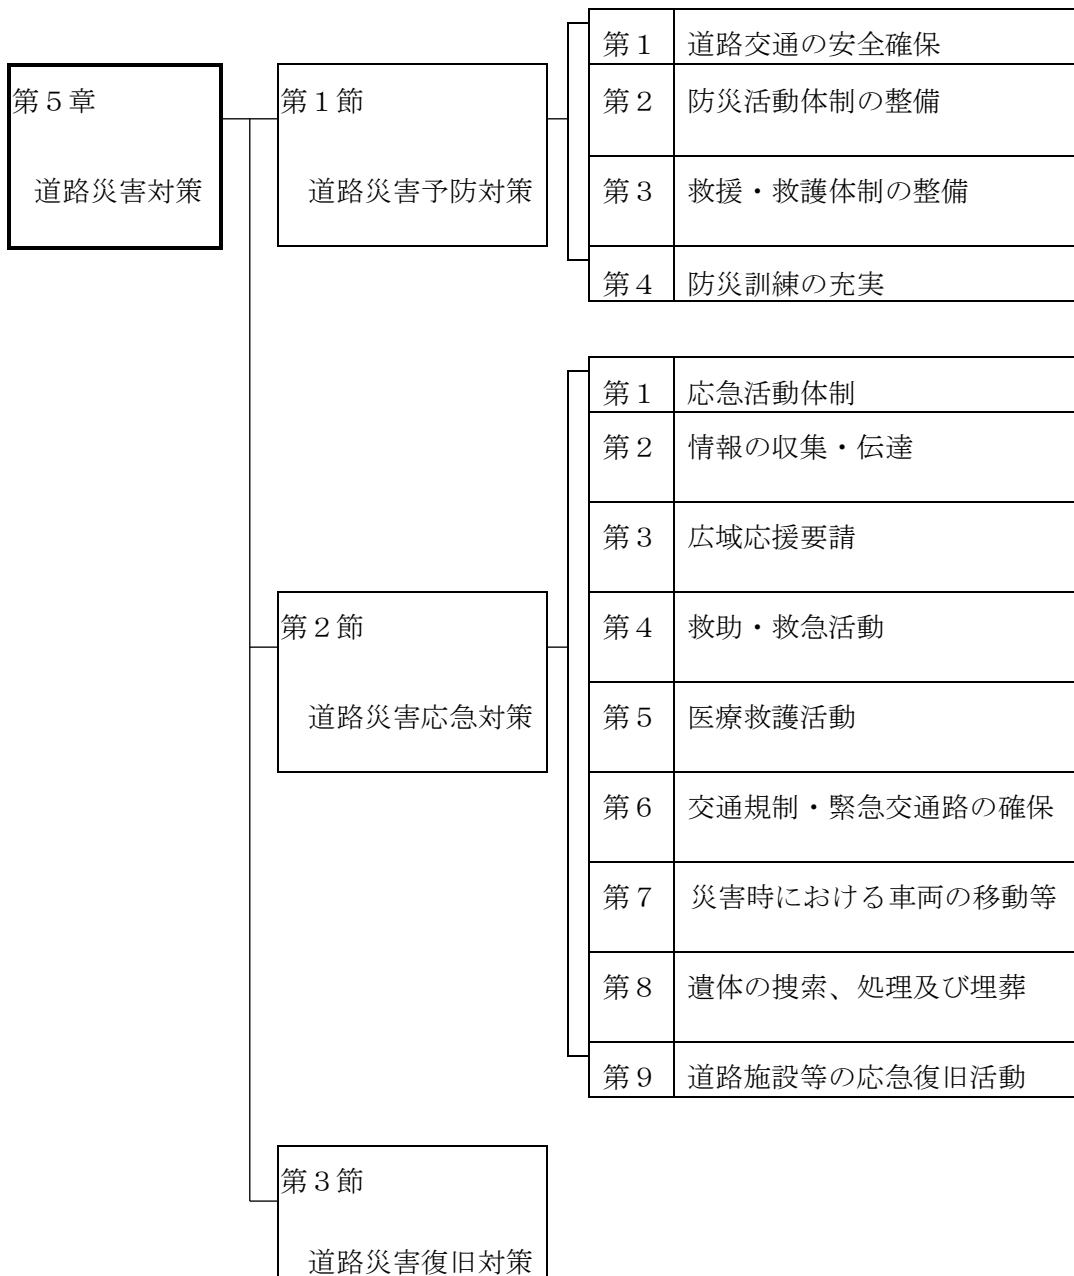 第５章
道路災害対策
第１節
道路災害予防対策
第１ 道路交通の安全確保
第２ 防災活動体制の整備
第３ 救援・救護体制の整備
第４ 防災訓練の充実
第２節
道路災害応急対策
第１ 応急活動体制
第２ 情報の収集・伝達
第３ 広域応援要請
第４ 救助・救急活動
第５ 医療救護活動
第６ 交通規制・緊急交通路の確保
第７ 災害時における車両の移動等
第８ 遺体の捜索、処理及び埋葬
第９ 道路施設等の応急復旧活動
第３節
道路災害復旧対策